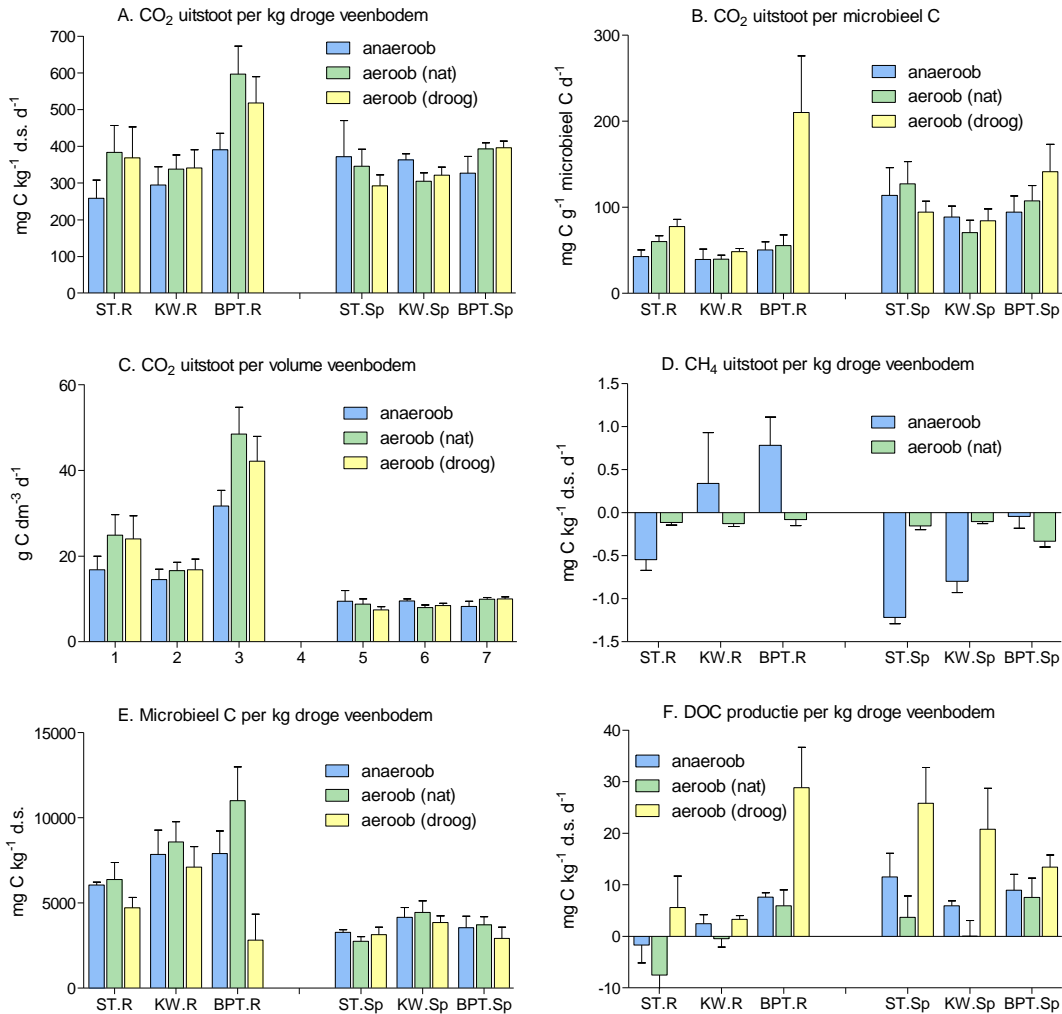 A. CO₂ uitstoot per kg droge veenbodem
mg C kg⁻¹ d.s. d⁻¹
700
600
500
400
300
200
100
0
anaeroob
aeroob (nat)
aeroob (droog)
ST.R KW.R BPT.R ST.Sp KW.Sp BPT.Sp
B. CO₂ uitstoot per microbieel C
mg C g⁻¹ microbieel C d⁻¹
300
200
100
0
anaeroob
aeroob (nat)
aeroob (droog)
ST.R KW.R BPT.R ST.Sp KW.Sp BPT.Sp
C. CO₂ uitstoot per volume veenbodem
g C dm⁻³ d⁻¹
60
40
20
0
anaeroob
aeroob (nat)
aeroob (droog)
1 2 3 4 5 6 7
D. CH₄ uitstoot per kg droge veenbodem
mg C kg⁻¹ d.s. d⁻¹
1.5
1.0
0.5
0.0
-0.5
-1.0
-1.5
anaeroob
aeroob (nat)
ST.R KW.R BPT.R ST.Sp KW.Sp BPT.Sp
E. Microbieel C per kg droge veenbodem
mg C kg⁻¹ d.s.
15000
10000
5000
0
anaeroob
aeroob (nat)
aeroob (droog)
ST.R KW.R BPT.R ST.Sp KW.Sp BPT.Sp
F. DOC productie per kg droge veenbodem
mg C kg⁻¹ d.s. d⁻¹
40
30
20
10
0
-10
anaeroob
aeroob (nat)
aeroob (droog)
ST.R KW.R BPT.R ST.Sp KW.Sp BPT.Sp